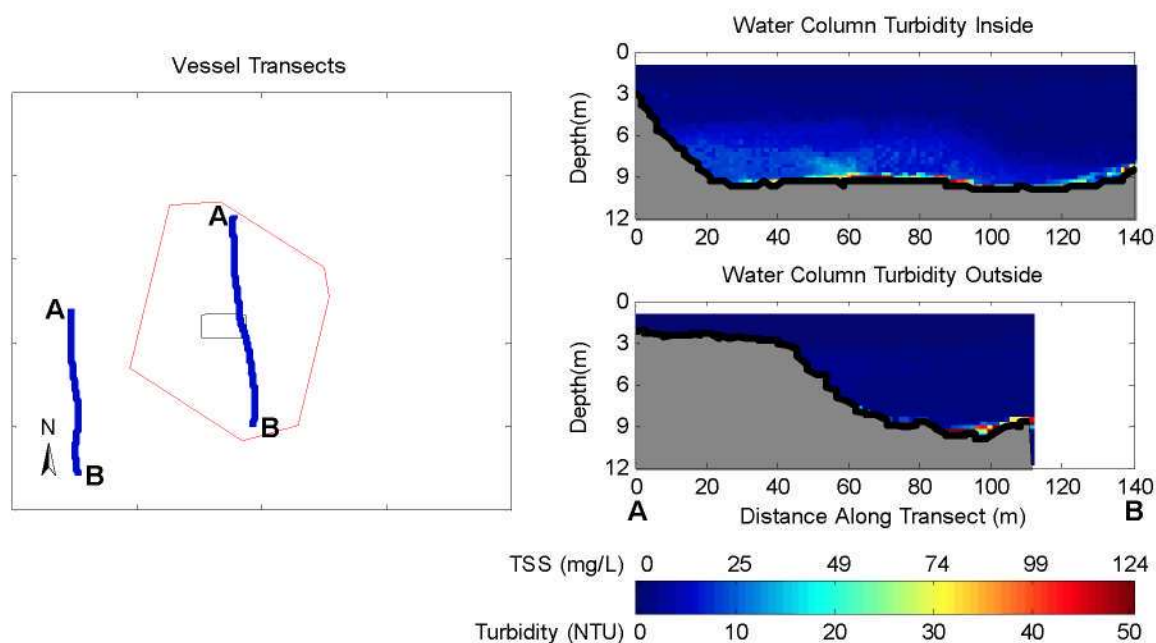 Vessel Transects
A
A
B
B
N
Water Column Turbidity Inside
0
3
6
9
12
Depth(m)
0 20 40 60 80 100 120 140
Water Column Turbidity Outside
0
3
6
9
12
Depth(m)
0 20 40 60 80 100 120 140
A Distance Along Transect (m) B
TSS (mg/L) 0 25 49 74 99 124
Turbidity (NTU) 0 10 20 30 40 50